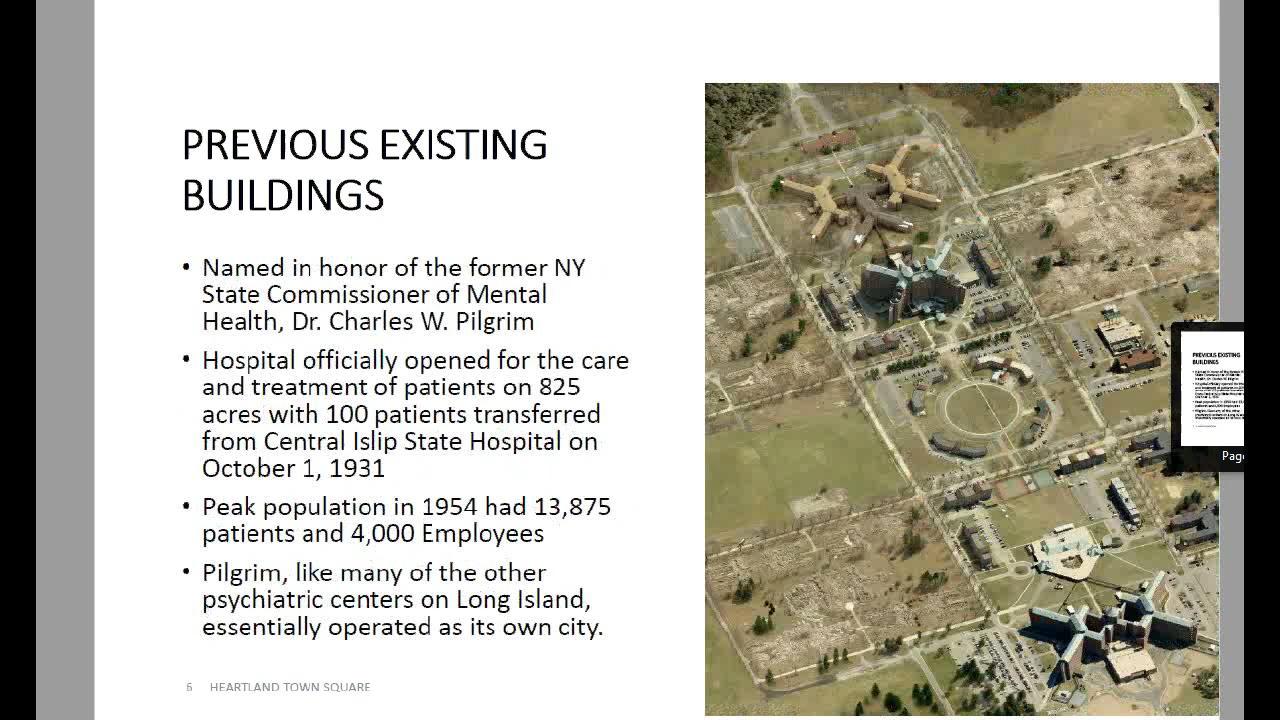 PREVIOUS EXISTING
BUILDINGS
• Named in honor of the former NY
State Commissioner of Mental
Health, Dr. Charles W. Pilgrim
• Hospital officially opened for the care
and treatment of patients on 825
acres with 100 patients transferred
from Central Islip State Hospital on
October 1, 1931
• Peak population in 1954 had 13,875
patients and 4,000 Employees
• Pilgrim, like many of the other
psychiatric centers on Long Island,
essentially operated as its own city.
6 HEARTLAND TOWN SQUARE
PREVIOUS EXISTING
BUILDINGS
Page